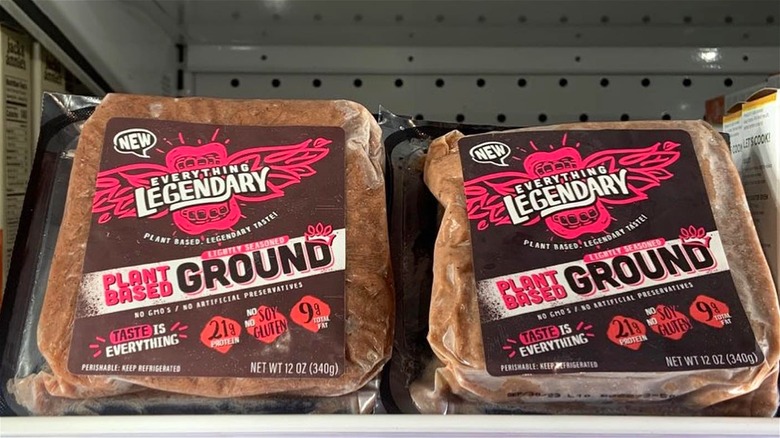 NEW
EVERYTHING
LEGENDARY
PLANT BASED, LEGENDARY TASTE!
LIGHTLY SEASONED
PLANT BASED GROUND
NO GMO'S / NO ARTIFICIAL PRESERVATIVES
TASTE IS EVERYTHING
21g PROTEIN
NO SOY
NO GLUTEN
9g TOTAL FAT
PERISHABLE: KEEP REFRIGERATED
NET WT 12 OZ (340g)
NEW
EVERYTHING
LEGENDARY
PLANT BASED, LEGENDARY TASTE!
LIGHTLY SEASONED
PLANT BASED GROUND
NO GMO'S / NO ARTIFICIAL PRESERVATIVES
TASTE IS EVERYTHING
21g PROTEIN
NO SOY
NO GLUTEN
9g TOTAL FAT
PERISHABLE: KEEP REFRIGERATED
NET WT 12 OZ (340g)
LET'S COOK!